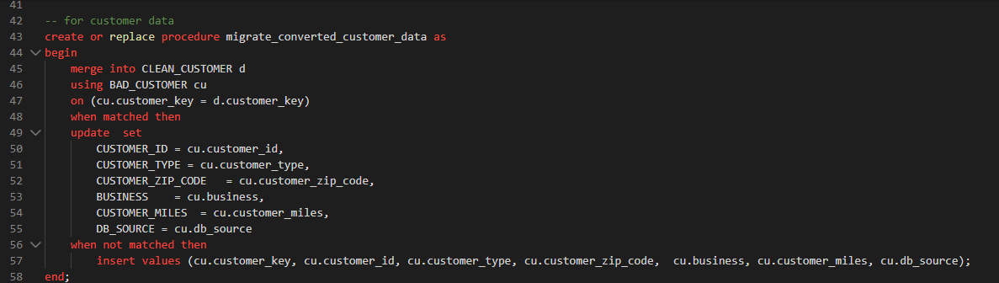 41
42 -- for customer data
43 create or replace procedure migrate_converted_customer_data as
44 begin
45 merge into CLEAN_CUSTOMER d
46 using BAD_CUSTOMER cu
47 on (cu.customer_key = d.customer_key)
48 when matched then
49 update  set
50 CUSTOMER_ID = cu.customer_id,
51 CUSTOMER_TYPE = cu.customer_type,
52 CUSTOMER_ZIP_CODE   = cu.customer_zip_code,
53 BUSINESS    = cu.business,
54 CUSTOMER_MILES  = cu.customer_miles,
55 DB_SOURCE = cu.db_source
56 when not matched then
57 insert values (cu.customer_key, cu.customer_id, cu.customer_type, cu.customer_zip_code,  cu.business, cu.customer_miles, cu.db_source);
58 end;